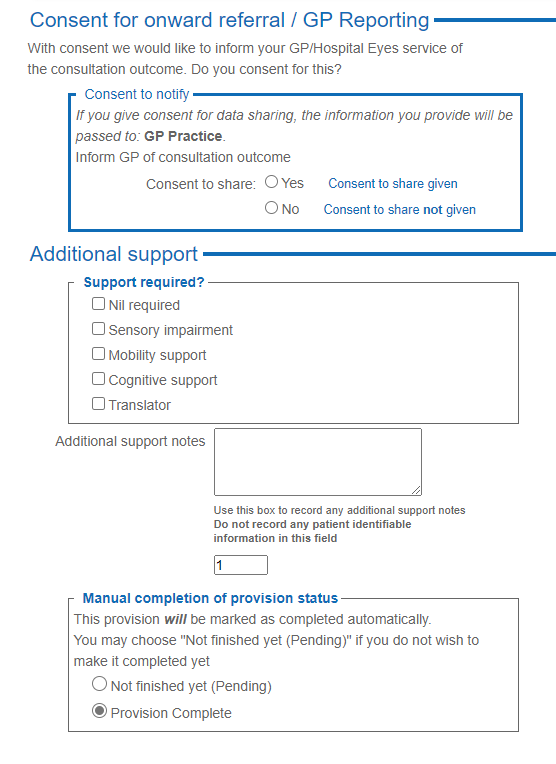 Consent for onward referral / GP Reporting
With consent we would like to inform your GP/Hospital Eyes service of
the consultation outcome. Do you consent for this?
Consent to notify
If you give consent for data sharing, the information you provide will be
passed to: GP Practice.
Inform GP of consultation outcome
Consent to share: Yes Consent to share given
No Consent to share not given
Additional support
Support required?
Nil required
Sensory impairment
Mobility support
Cognitive support
Translator
Additional support notes
Use this box to record any additional support notes
Do not record any patient identifiable
information in this field
1
Manual completion of provision status
This provision will be marked as completed automatically.
You may choose "Not finished yet (Pending)" if you do not wish to
make it completed yet
Not finished yet (Pending)
Provision Complete